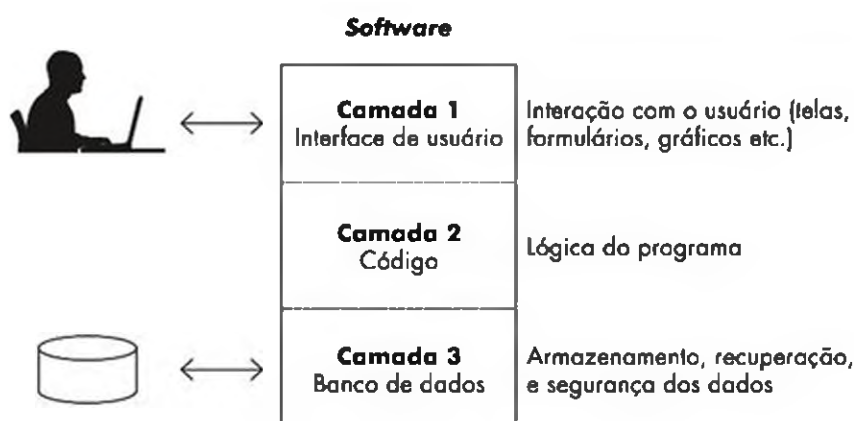 Software
Camada 1
Interface de usuário
Interação com o usuário (telas,
formulários, gráficos etc.)
Camada 2
Código
Lógica do programa
Camada 3
Banco de dados
Armazenamento, recuperação,
e segurança dos dados